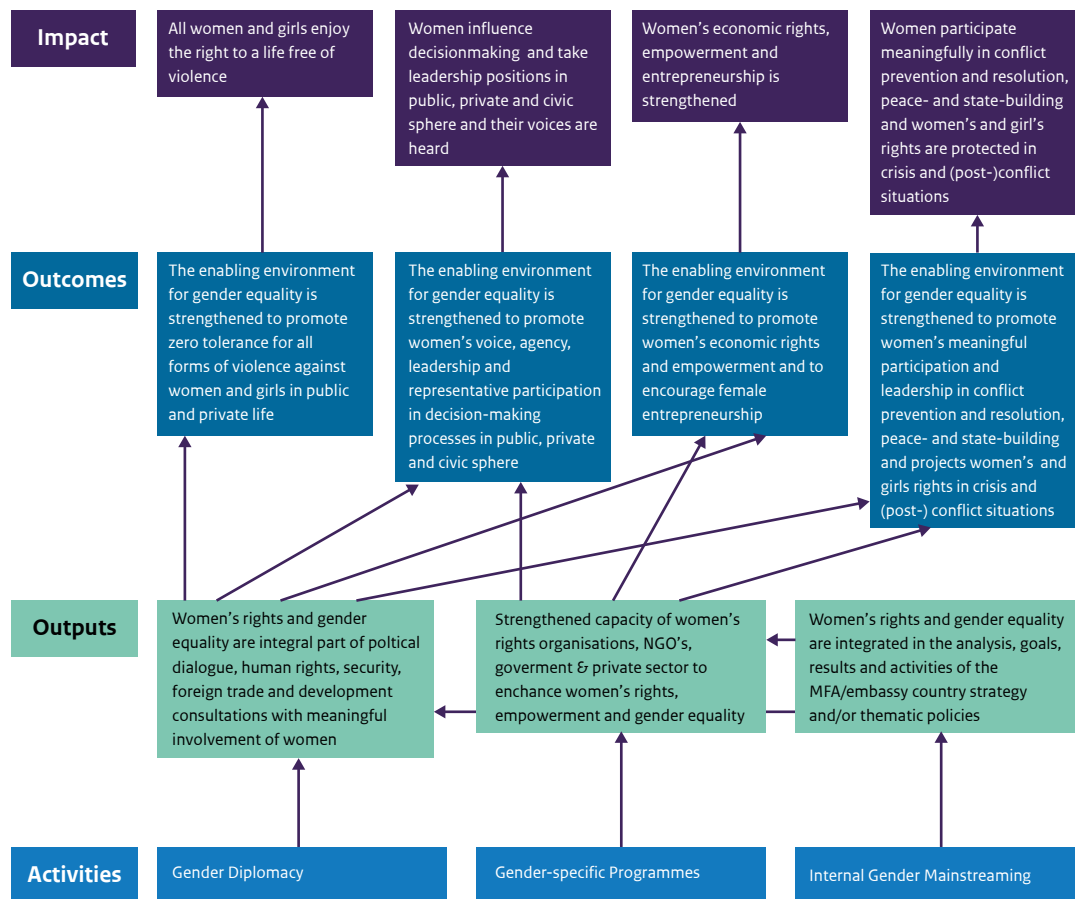 Impact
All women and girls enjoy
the right to a life free of
violence
Women influence
decisionmaking and take
leadership positions in
public, private and civic
sphere and their voices are
heard
Women's economic rights,
empowerment and
entrepreneurship is
strengthened
Women participate
meaningfully in conflict
prevention and resolution,
peace- and state-building
and women's and girl's
rights are protected in
crisis and (post-)conflict
situations
Outcomes
The enabling environment
for gender equality is
strengthened to promote
zero tolerance for all
forms of violence against
women and girls in public
and private life
The enabling environment
for gender equality is
strengthened to promote
women's voice, agency,
leadership and
representative participation
in decision-making
processes in public, private
and civic sphere
The enabling environment
for gender equality is
strengthened to promote
women's economic rights
and empowerment and to
encourage female
entrepreneurship
The enabling environment
for gender equality is
strengthened to promote
women's meaningful
participation and
leadership in conflict
prevention and resolution,
peace- and state-building
and projects women's and
girls rights in crisis and
(post-) conflict situations
Outputs
Women's rights and gender
equality are integral part of poltical
dialogue, human rights, security,
foreign trade and development
consultations with meaningful
involvement of women
Strengthened capacity of women's
rights organisations, NGO's,
goverment & private sector to
enchance women's rights,
empowerment and gender equality
Women's rights and gender equality
are integrated in the analysis, goals,
results and activities of the
MFA/embassy country strategy
and/or thematic policies
Activities
Gender Diplomacy
Gender-specific Programmes
Internal Gender Mainstreaming